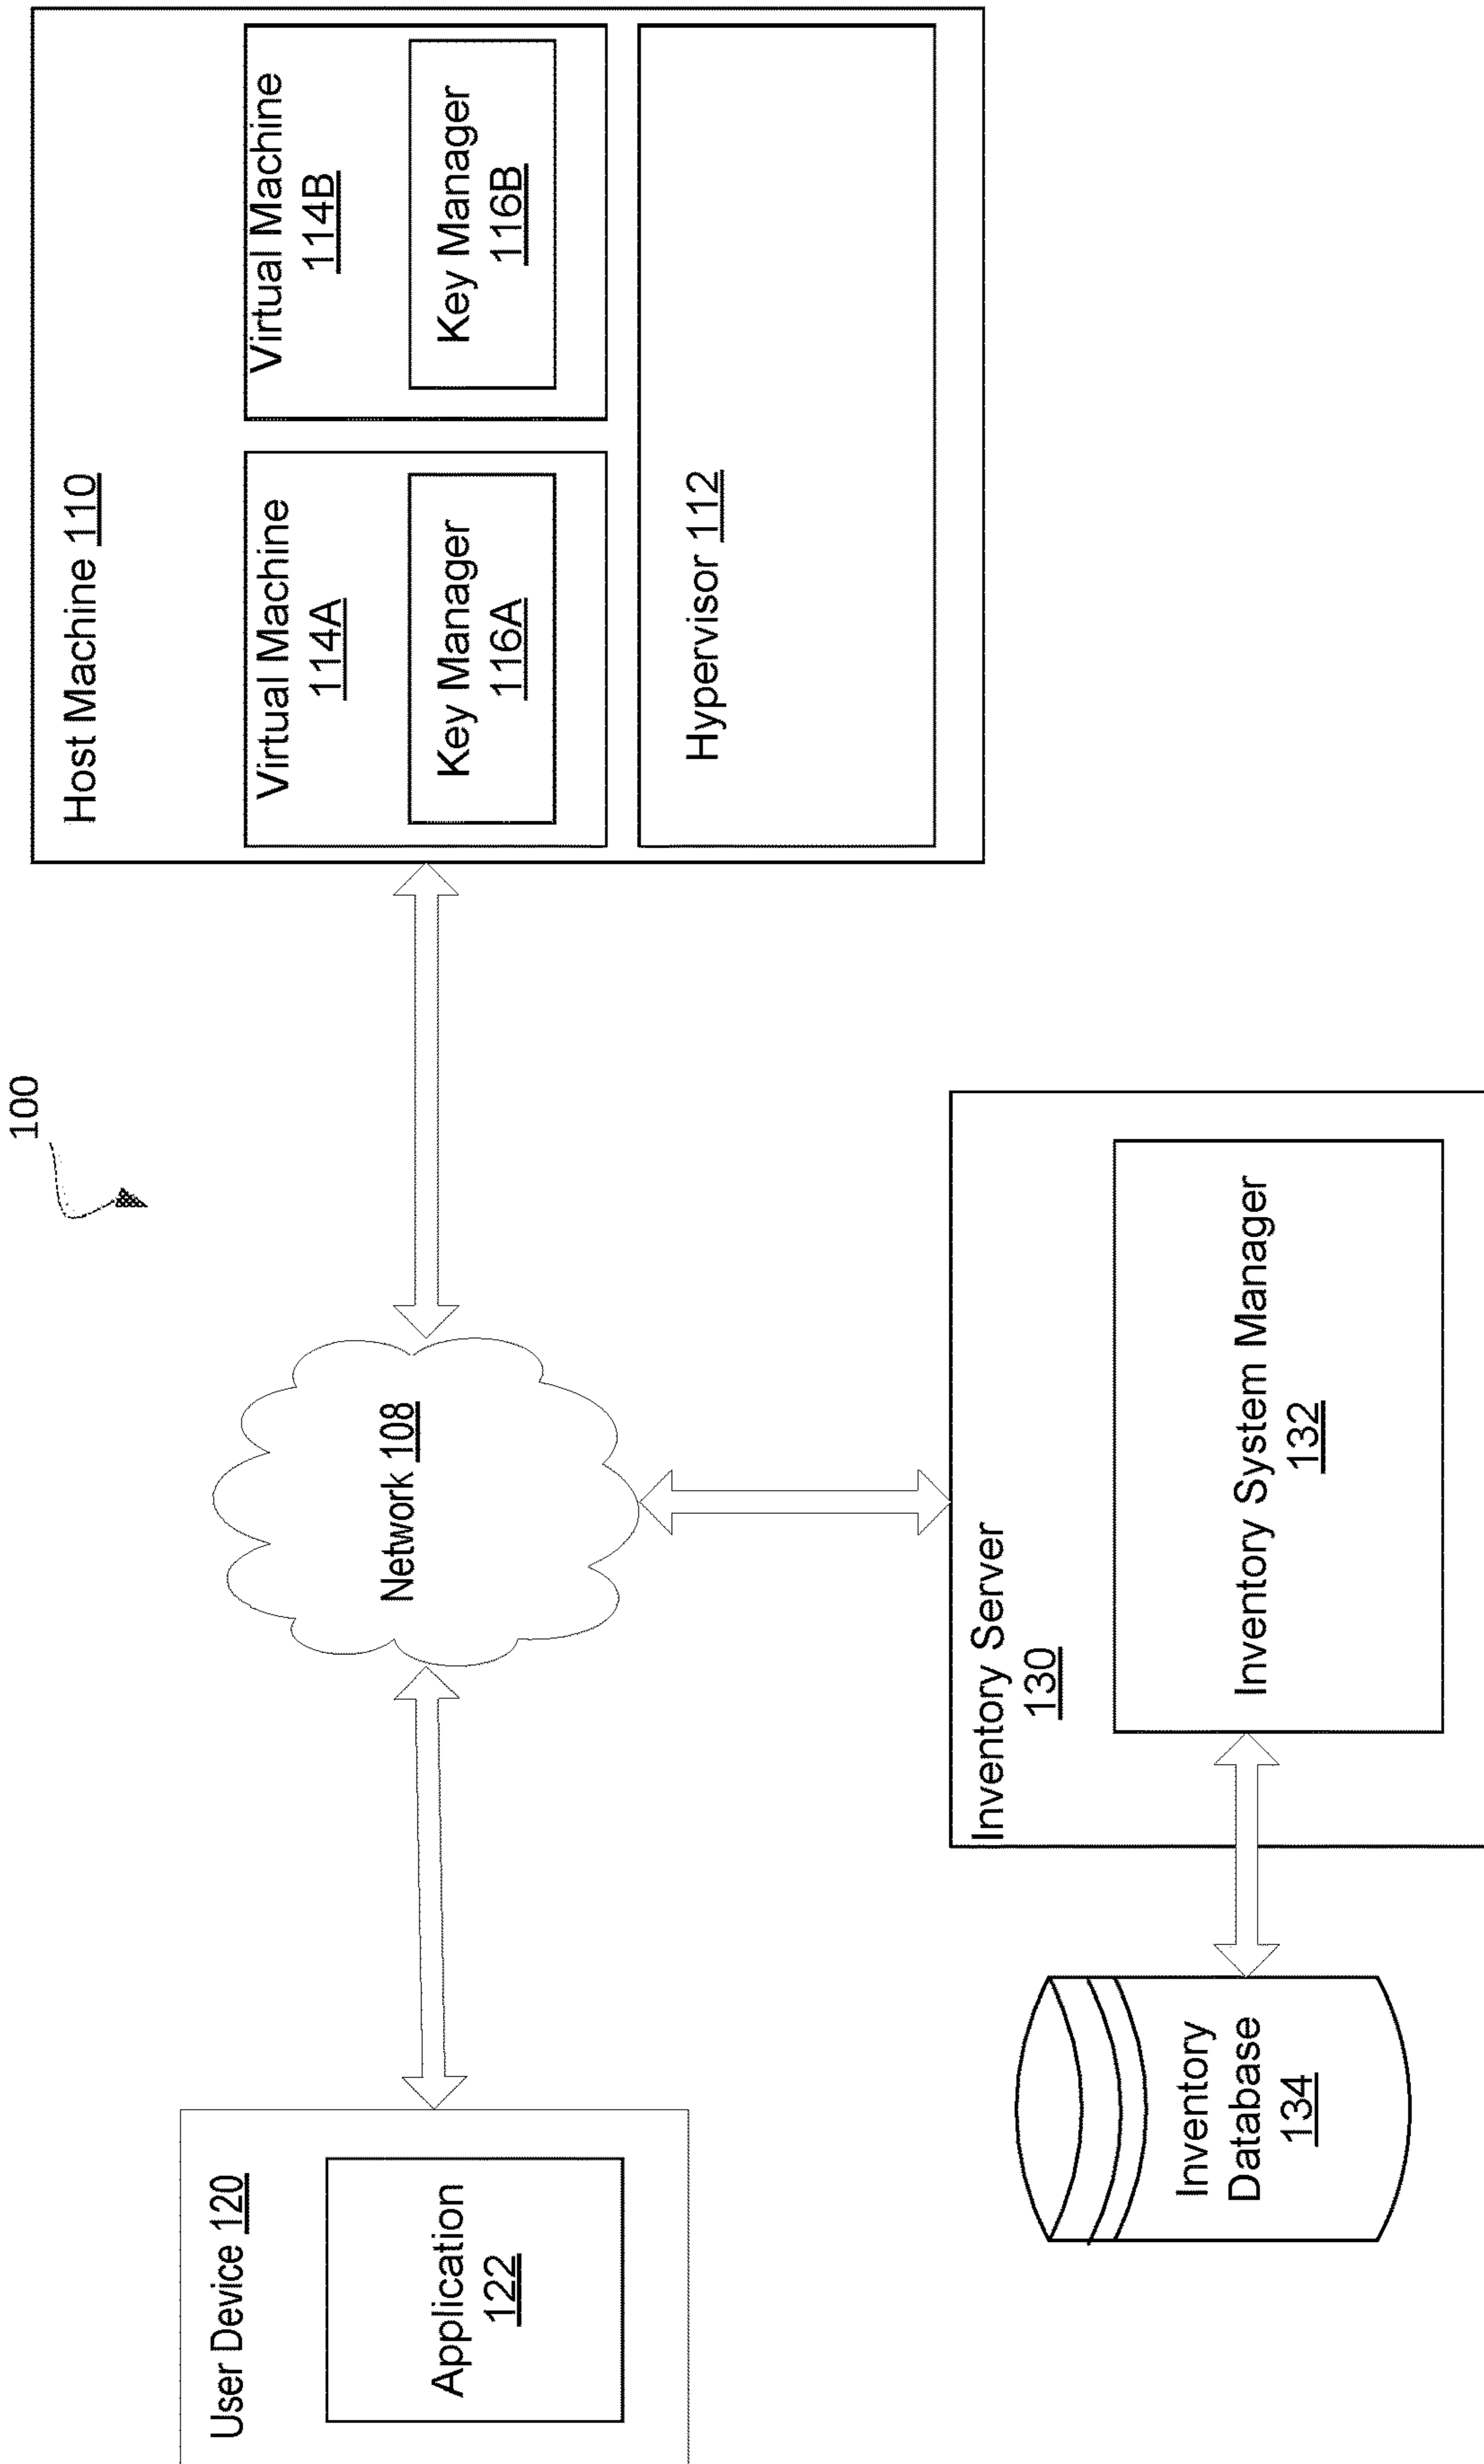 100
User Device 120
Application
122
Network 108
Host Machine 110
Virtual Machine
114A
Key Manager
116A
Virtual Machine
114B
Key Manager
116B
Hypervisor 112
Inventory Server
130
Inventory System Manager
132
Inventory
Database
134